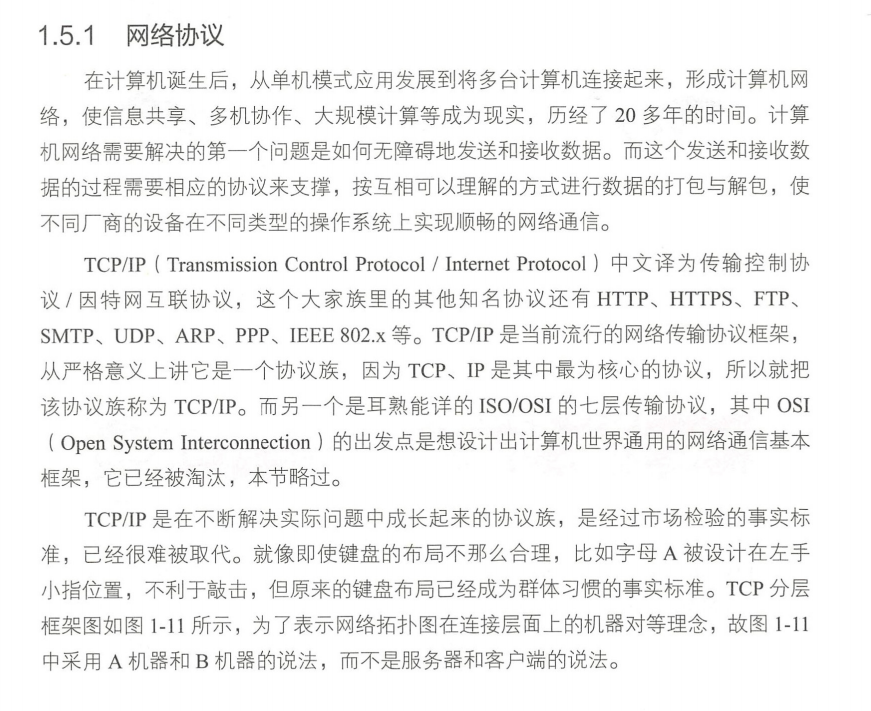 1.5.1 网络协议
在计算机诞生后，从单机模式应用发展到将多台计算机连接起来，形成计算机网
络，使信息共享、多机协作、大规模计算等成为现实，历经了 20 多年的时间。计算
机网络需要解决的第一个问题是如何无障碍地发送和接收数据。而这个发送和接收数
据的过程需要相应的协议来支撑，按互相可以理解的方式进行数据的打包与解包，使
不同厂商的设备在不同类型的操作系统上实现顺畅的网络通信。
TCP/IP（Transmission Control Protocol / Internet Protocol）中文译为传输控制协
议 / 因特网互联协议，这个大家族里的其他知名协议还有 HTTP、HTTPS、FTP、
SMTP、UDP、ARP、PPP、IEEE 802.x 等。TCP/IP 是当前流行的网络传输协议框架，
从严格意义上讲它是一个协议族，因为 TCP、IP 是其中最为核心的协议，所以就把
该协议族称为 TCP/IP。而另一个是耳熟能详的 ISO/OSI 的七层传输协议，其中 OSI
（Open System Interconnection）的出发点是想设计出计算机世界通用的网络通信基本
框架，它已经被淘汰，本节略过。
TCP/IP 是在不断解决实际问题中成长起来的协议族，是经过市场检验的事实标
准，已经很难被取代。就像即使键盘的布局不那么合理，比如字母 A 被设计在左手
小指位置，不利于敲击，但原来的键盘布局已经成为群体习惯的事实标准。TCP 分层
框架图如图 1-11 所示，为了表示网络拓扑图在连接层面上的机器对等理念，故图 1-11
中采用 A 机器和 B 机器的说法，而不是服务器和客户端的说法。